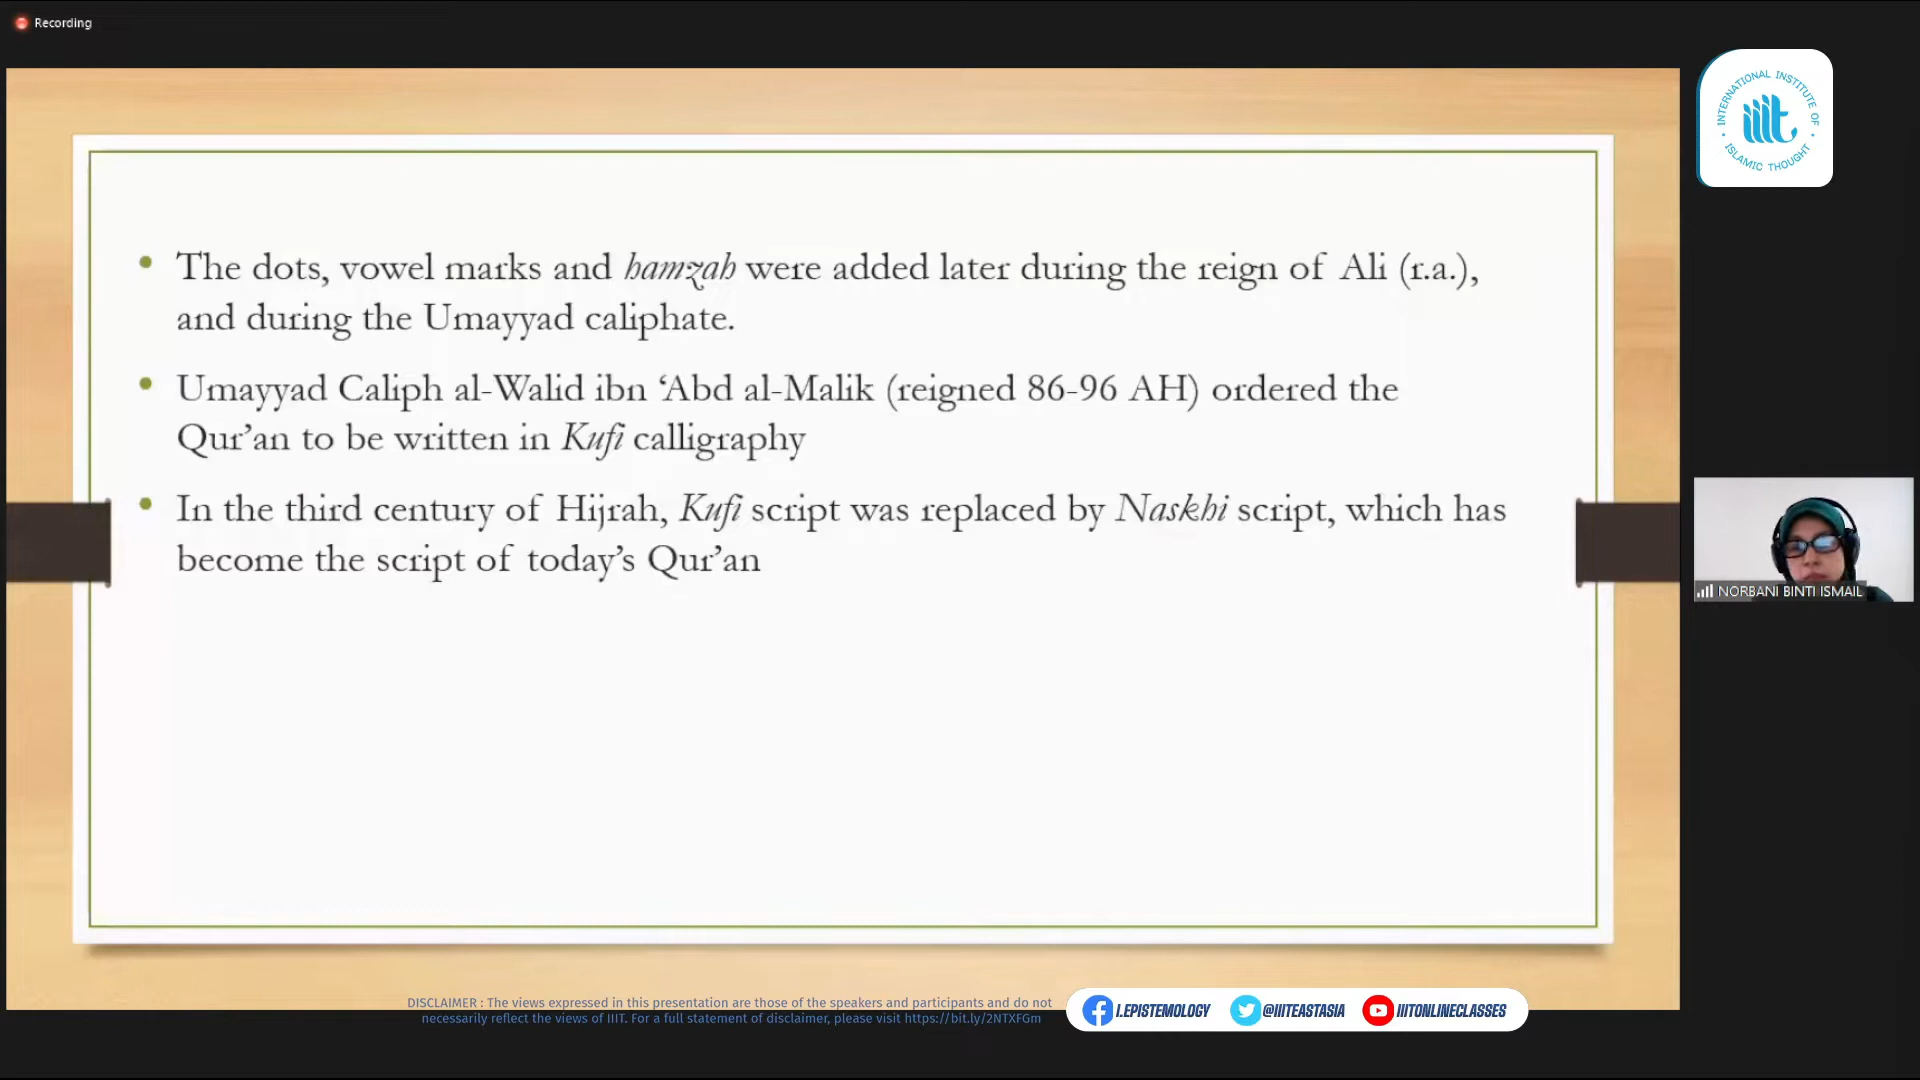 Recording
INTERNATIONAL INSTITUTE OF
ISLAMIC THOUGHT
iiit
• The dots, vowel marks and hamzah were added later during the reign of Ali (r.a.),
and during the Umayyad caliphate.
• Umayyad Caliph al-Walid ibn ‘Abd al-Malik (reigned 86-96 AH) ordered the
Qur’an to be written in Kufi calligraphy
• In the third century of Hijrah, Kufi script was replaced by Naskhi script, which has
become the script of today’s Qur’an
NORBANI BINTI ISMAIL
DISCLAIMER : The views expressed in this presentation are those of the speakers and participants and do not
necessarily reflect the views of IIIT. For a full statement of disclaimer, please visit https://bit.ly/2NTXFGm
I.EPISTEMOLOGY @IIITEASTASIA IIITONLINECLASSES